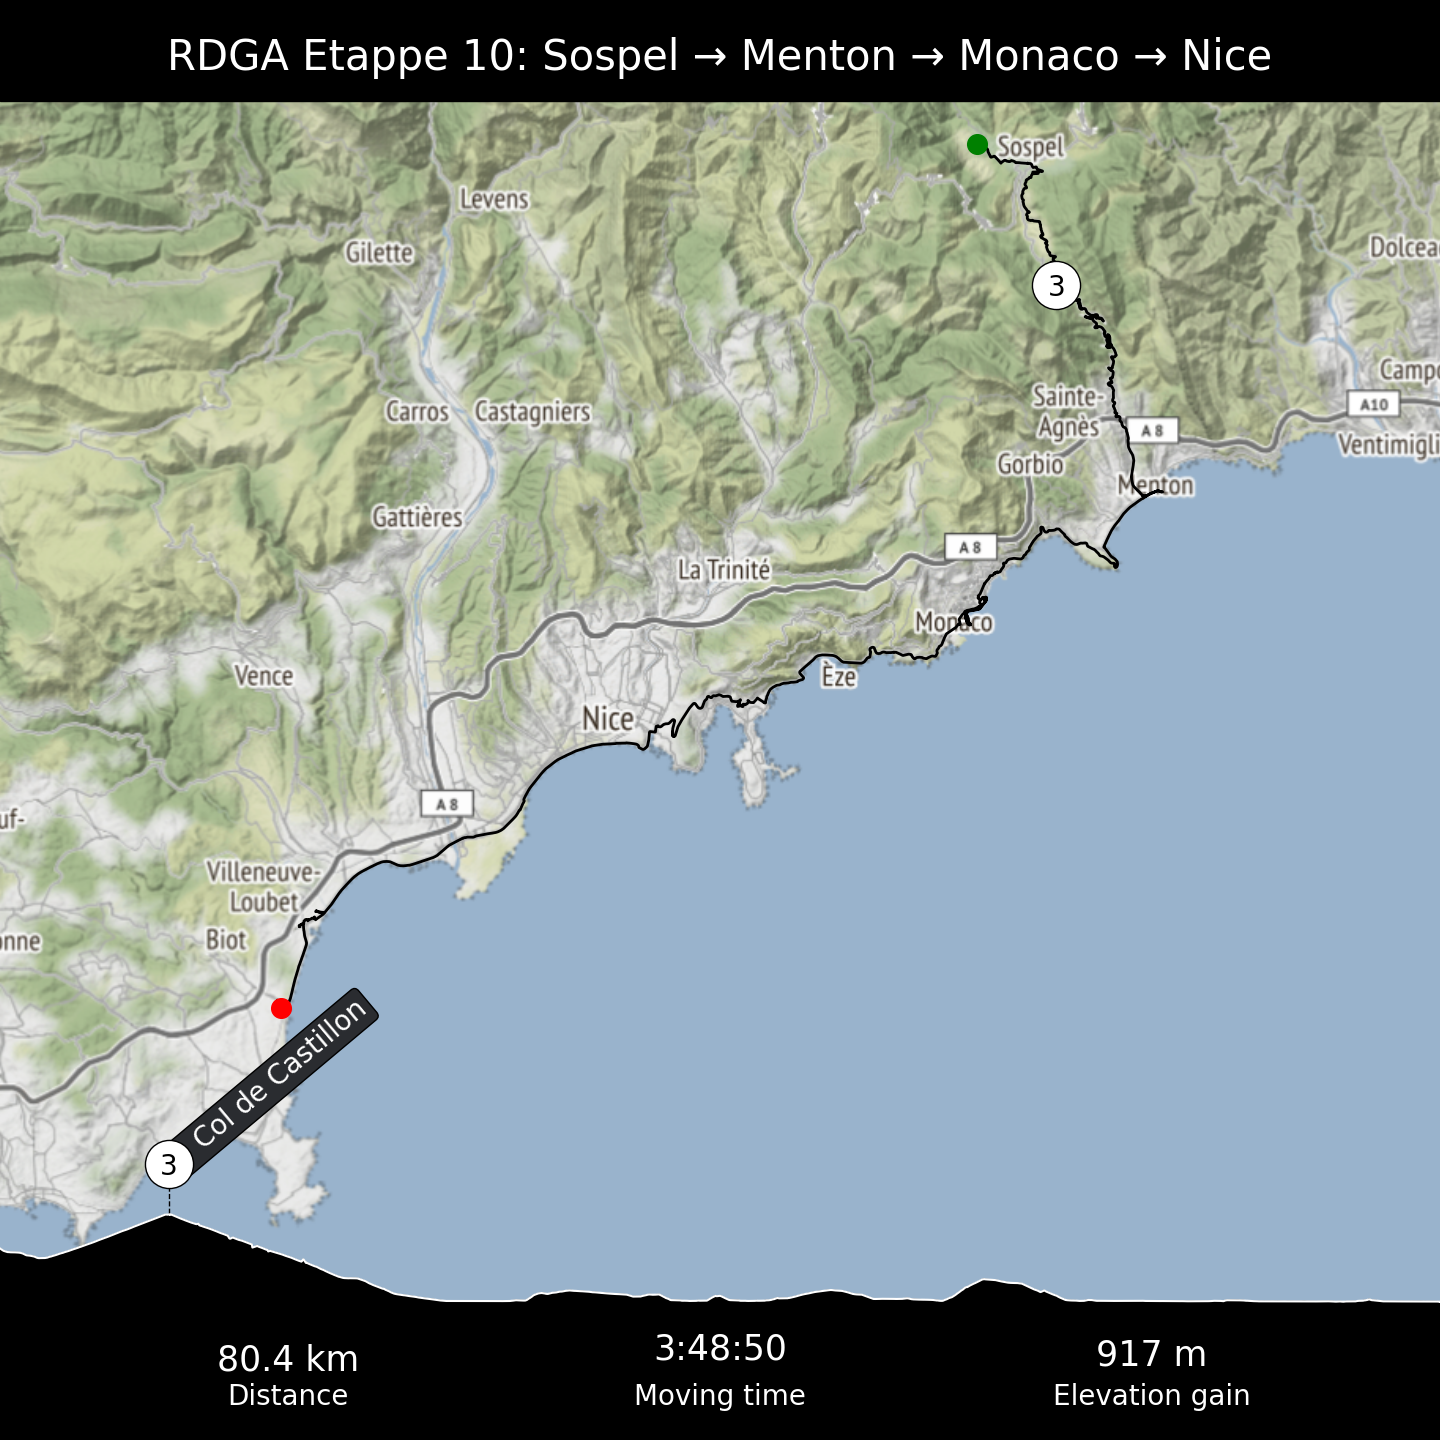 RDGA Etappe 10: Sospel → Menton → Monaco → Nice
Sospel
Levens
Gilette
Dolcea
3
Campo
Sainte-
Agnès
A10
Carros
Castagniers
A 8
Ventimigli
Gorbio
Menton
Gattières
A 8
La Trinité
Monaco
Vence
Èze
Nice
A 8
uf-
Villeneuve-
Loubet
Biot
onne
Col de Castillon
3
80.4 km
Distance
3:48:50
Moving time
917 m
Elevation gain